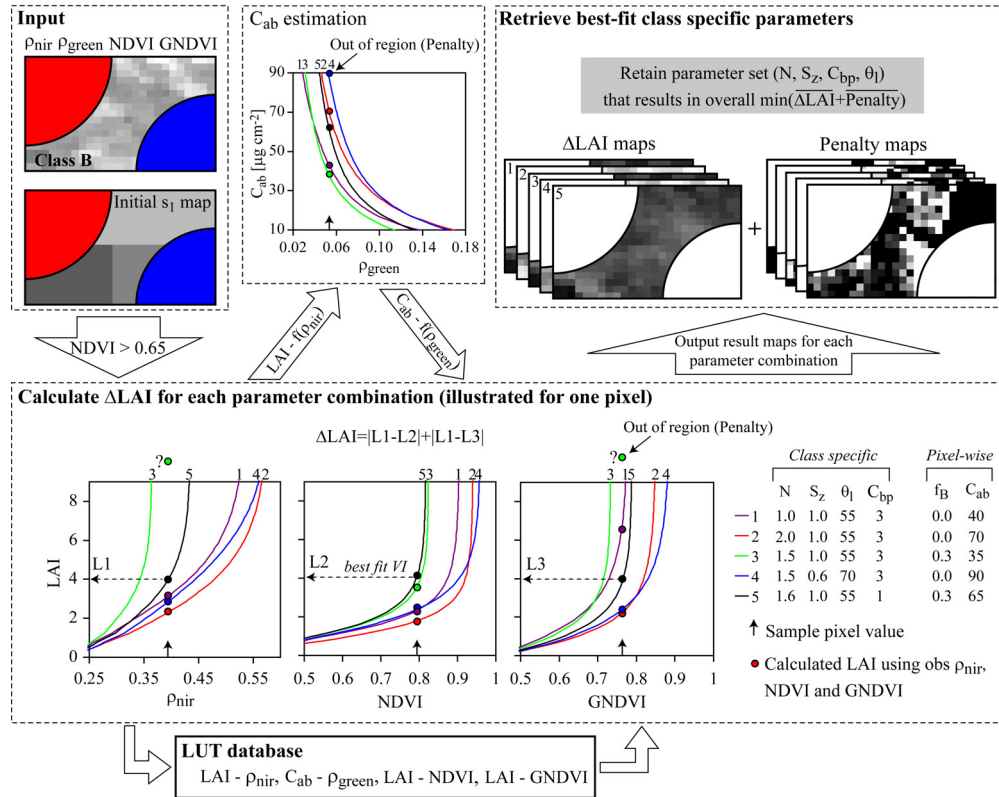 Input
ρnir ρgreen NDVI GNDVI
Class B
Initial s1 map
NDVI > 0.65
Cab estimation
Out of region (Penalty)
13 524
90
70
50
30
10
Cab [µg cm-2]
0.02 0.06 0.10 0.14 0.18
ρgreen
LAI - f(ρnir)
Cab - f(ρgreen)
Retrieve best-fit class specific parameters
Retain parameter set (N, Sz, Cbp, θl)
that results in overall min(ΔLAI+Penalty)
ΔLAI maps
Penalty maps
1
2
3
4
5
+
Output result maps for each
parameter combination
Calculate ΔLAI for each parameter combination (illustrated for one pixel)
ΔLAI=|L1-L2|+|L1-L3|
Out of region (Penalty)
?
3 5 1 42
8
6
4
2
0
LAI
L1
0.25 0.35 0.45 0.55
ρnir
53 1 24
L2
best fit VI
0.5 0.6 0.7 0.8 0.9 1
NDVI
?
3 15 2 4
L3
0.5 0.6 0.7 0.8 0.9 1
GNDVI
Class specific Pixel-wise
N Sz θl Cbp fB Cab
1 1.0 1.0 55 3 0.0 40
2 2.0 1.0 55 3 0.0 70
3 1.5 1.0 55 3 0.3 35
4 1.5 0.6 70 3 0.0 90
5 1.6 1.0 55 1 0.3 65
Sample pixel value
Calculated LAI using obs ρnir,
NDVI and GNDVI
LUT database
LAI - ρnir, Cab - ρgreen, LAI - NDVI, LAI - GNDVI